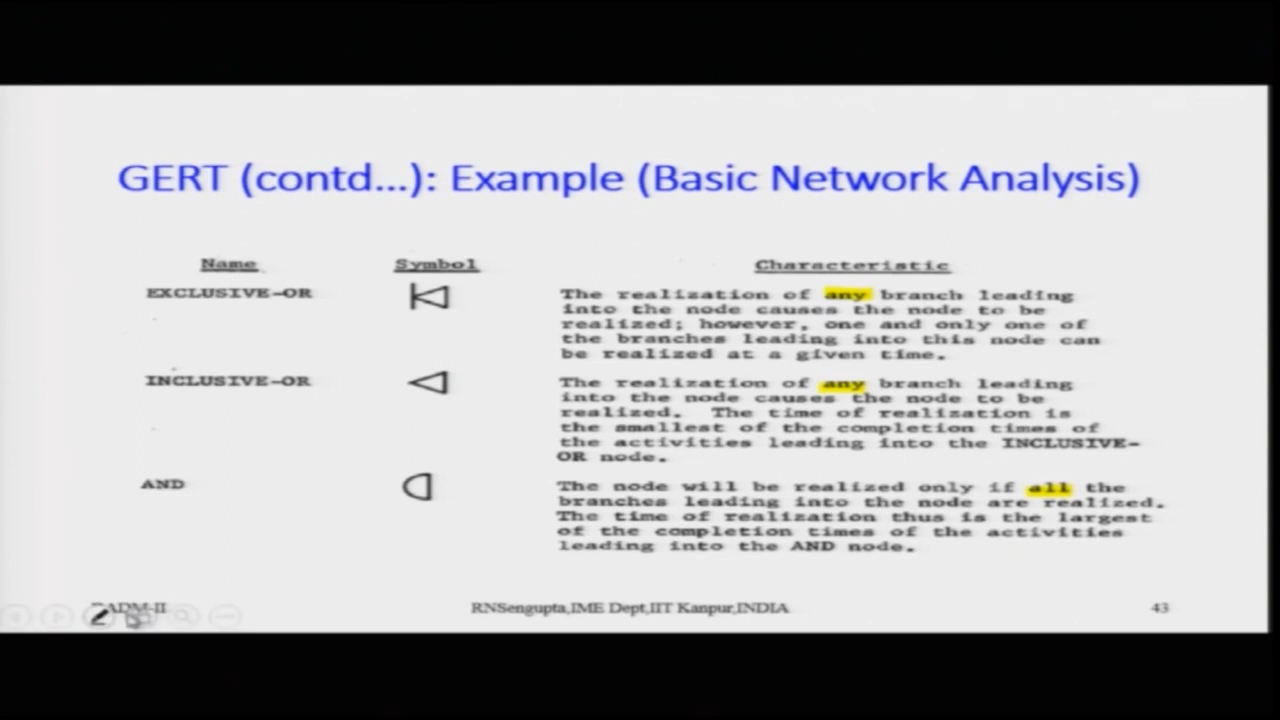 GERT (contd...): Example (Basic Network Analysis)
Name Symbol Characteristic
EXCLUSIVE-OR
The realization of any branch leading
into the node causes the node to be
realized; however, one and only one of
the branches leading into this node can
be realized at a given time.
INCLUSIVE-OR
The realization of any branch leading
into the node causes the node to be
realized. The time of realization is
the smallest of the completion times of
the activities leading into the INCLUSIVE-
OR node.
AND
The node will be realized only if all the
branches leading into the node are realized.
The time of realization thus is the largest
of the completion times of the activities
leading into the AND node.
RNSengupta,IME Dept,IIT Kanpur,INDIA
43